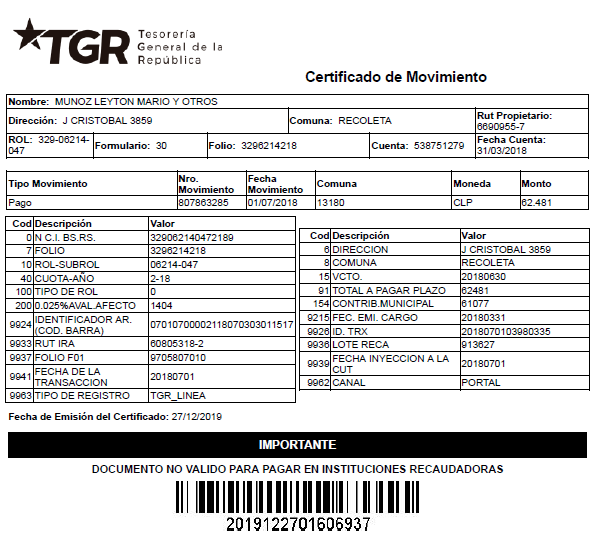 TGR
Tesorería
General de la
República
Certificado de Movimiento
Nombre: MUNOZ LEYTON MARIO Y OTROS
Dirección: J CRISTOBAL 3859 Comuna: RECOLETA Rut Propietario: 6690955-7
ROL: 329-06214-047 Formulario: 30 Folio: 3296214218 Cuenta: 538751279 Fecha Cuenta: 31/03/2018
Tipo Movimiento Nro. Movimiento Fecha Movimiento Comuna Moneda Monto
Pago 807863285 01/07/2018 13180 CLP 62.481
Cod Descripción Valor
0 N C.I. BS.RS. 329062140472189
7 FOLIO 3296214218
10 ROL-SUBROL 06214-047
40 CUOTA-AÑO 2-18
100 TIPO DE ROL 0
200 0.025%AVAL.AFECTO 1404
9924 IDENTIFICADOR AR. (COD. BARRA) 07010700002118070303011517
9933 RUT IRA 60805318-2
9937 FOLIO F01 9705807010
9941 FECHA DE LA TRANSACCION 20180701
9963 TIPO DE REGISTRO TGR_LINEA
Cod Descripción Valor
6 DIRECCION J CRISTOBAL 3859
8 COMUNA RECOLETA
15 VCTO. 20180630
91 TOTAL A PAGAR PLAZO 62481
154 CONTRIB.MUNICIPAL 61077
9215 FEC. EMI. CARGO 20180331
9926 ID. TRX 2018070103980335
9936 LOTE RECA 913627
9939 FECHA INYECCION A LA CUT 20180701
9962 CANAL PORTAL
Fecha de Emisión del Certificado: 27/12/2019
IMPORTANTE
DOCUMENTO NO VALIDO PARA PAGAR EN INSTITUCIONES RECAUDADORAS
2019122701606937